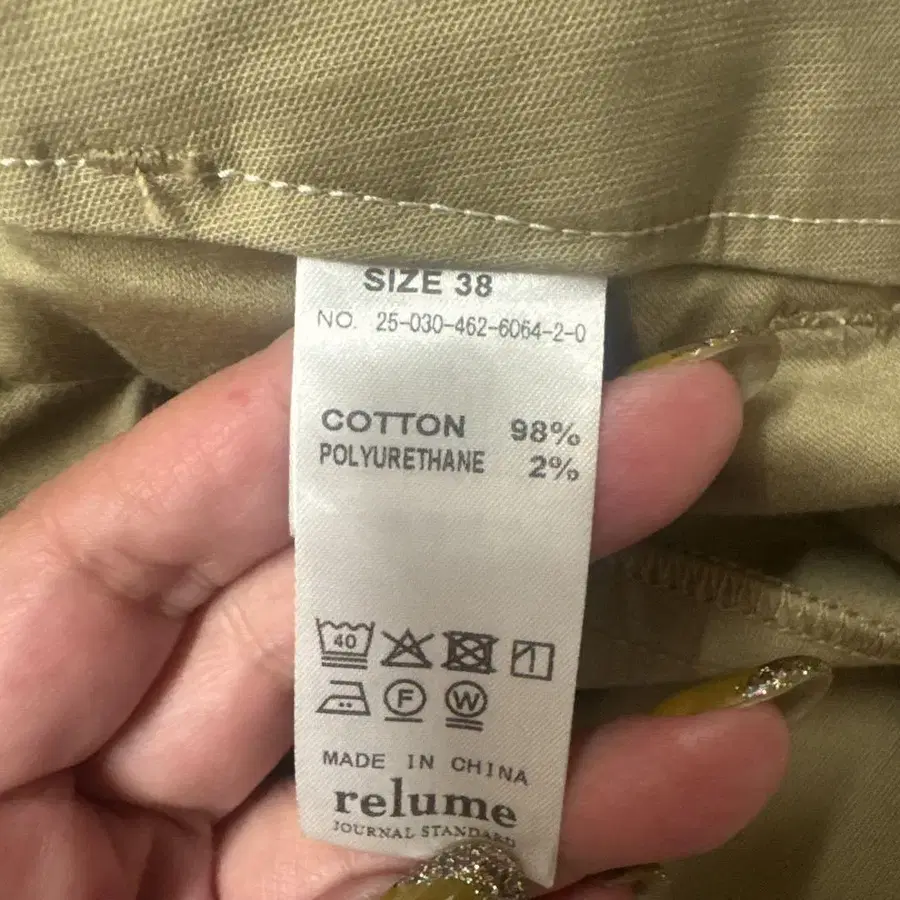 SIZE 38
NO. 25-030-462-6064-2-0
COTTON 98%
POLYURETHANE 2%
40
F W
MADE IN CHINA
relume
JOURNAL STANDARD